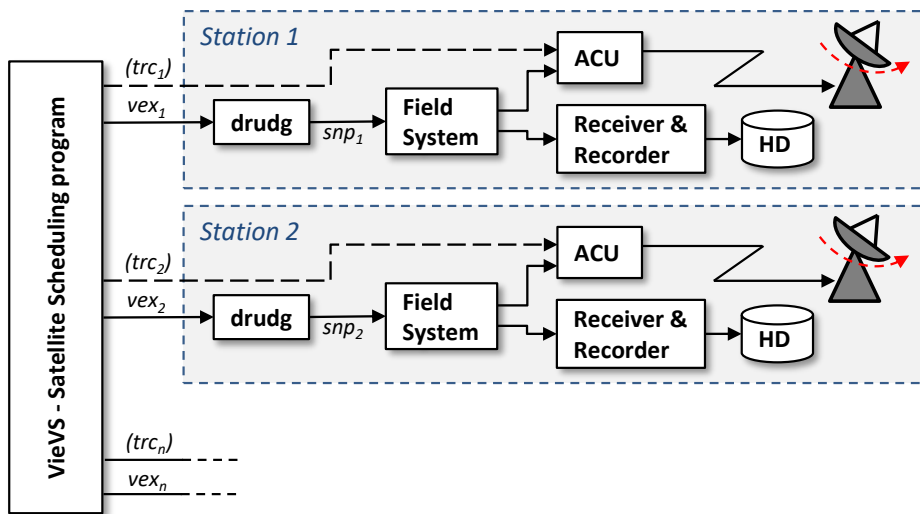 VieVS - Satellite Scheduling program
Station 1
(trc1)
vex1
drudg
snp1
Field
System
ACU
Receiver &
Recorder
HD
Station 2
(trc2)
vex2
drudg
snp2
Field
System
ACU
Receiver &
Recorder
HD
(trcn)
vexn